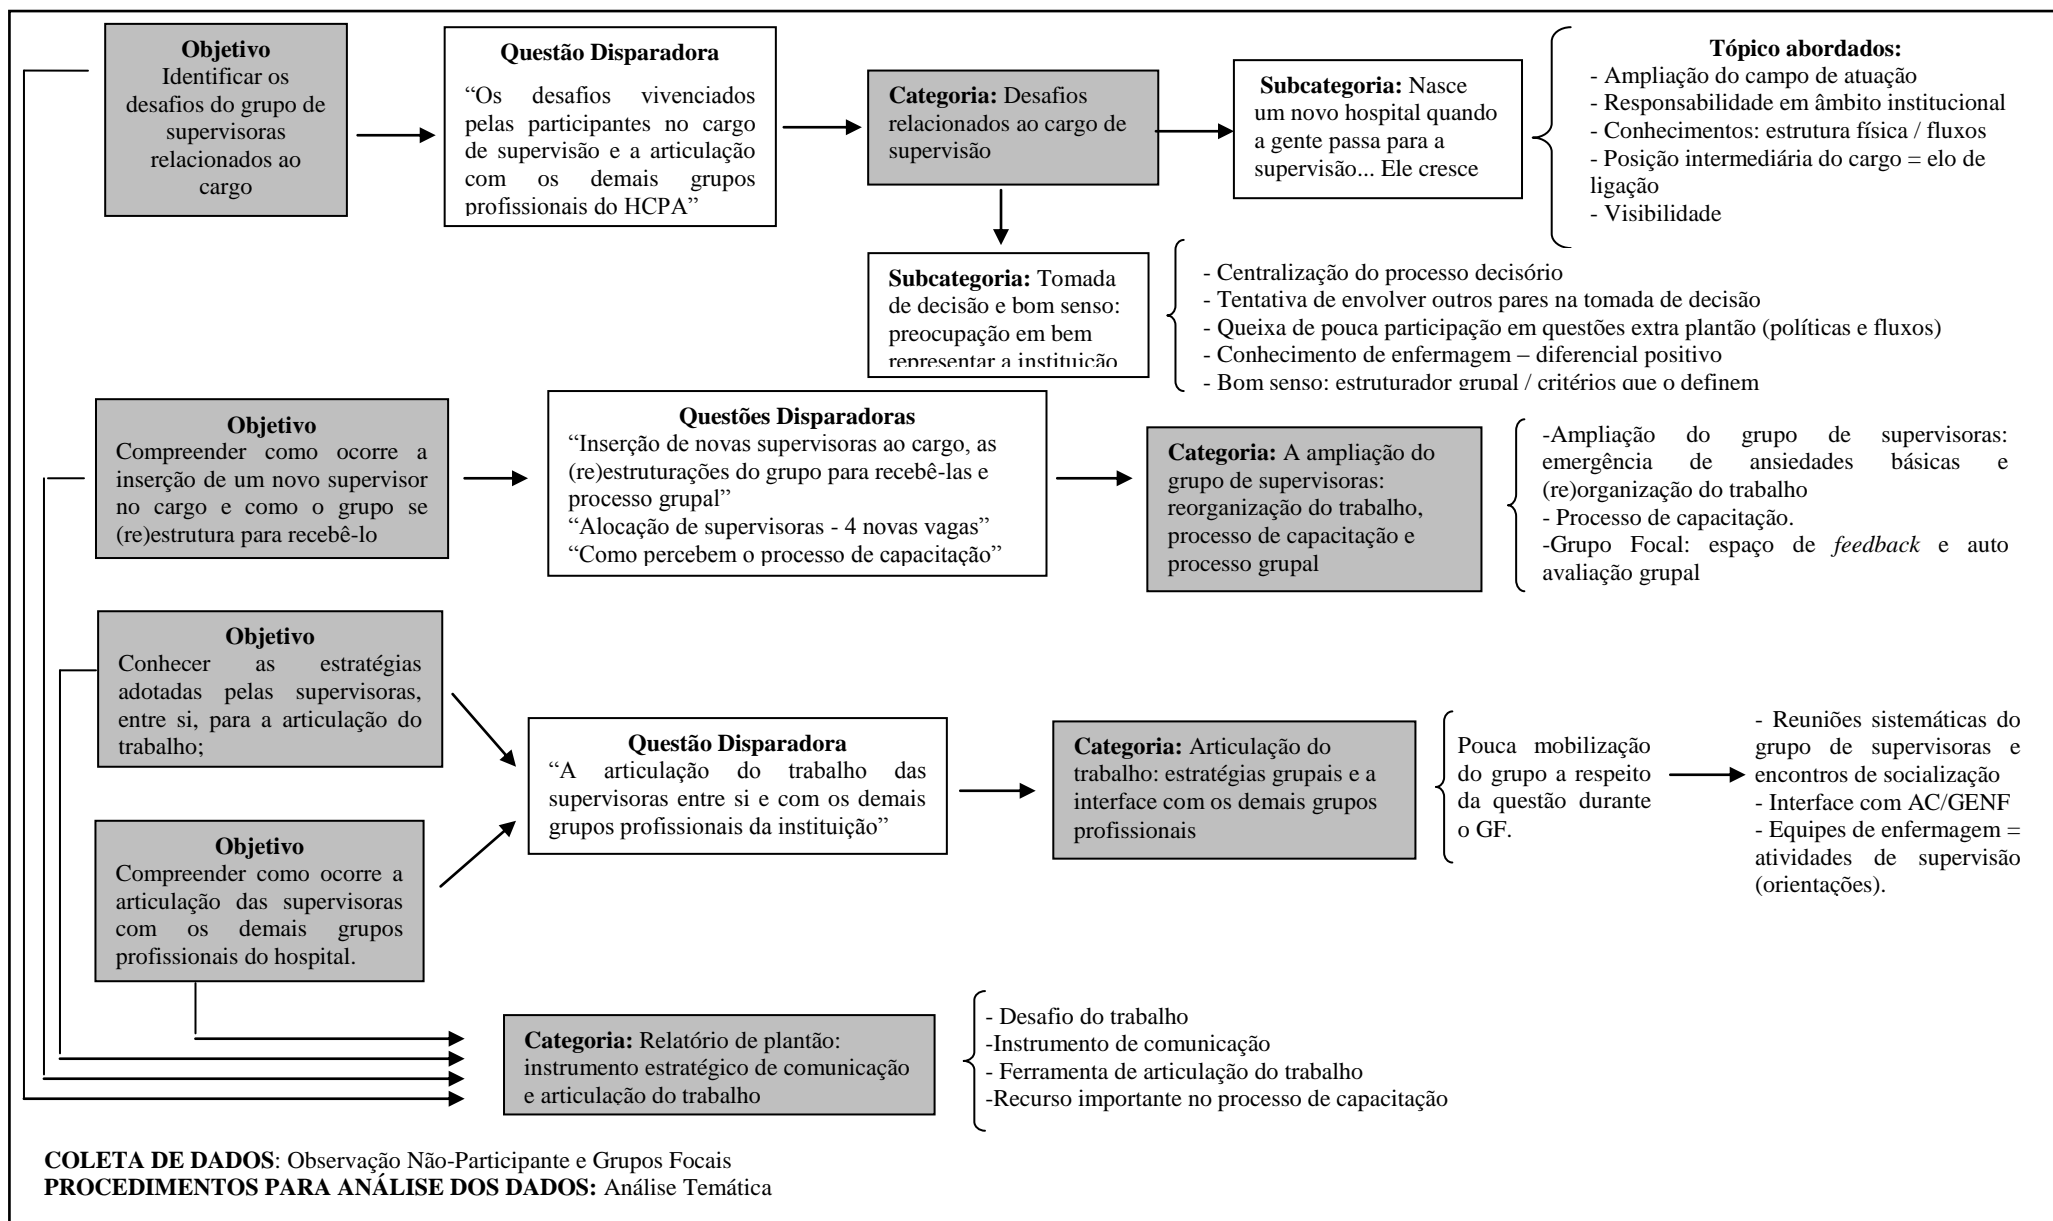 Objetivo
Identificar os
desafios do grupo de
supervisoras
relacionados ao
cargo
Questão Disparadora
“Os desafios vivenciados
pelas participantes no cargo
de supervisão e a articulação
com os demais grupos
profissionais do HCPA”
Categoria: Desafios
relacionados ao cargo de
supervisão
Subcategoria: Nasce
um novo hospital quando
a gente passa para a
supervisão... Ele cresce
Tópico abordados:
- Ampliação do campo de atuação
- Responsabilidade em âmbito institucional
- Conhecimentos: estrutura física / fluxos
- Posição intermediária do cargo = elo de
ligação
- Visibilidade
Subcategoria: Tomada
de decisão e bom senso:
preocupação em bem
representar a instituição
- Centralização do processo decisório
- Tentativa de envolver outros pares na tomada de decisão
- Queixa de pouca participação em questões extra plantão (políticas e fluxos)
- Conhecimento de enfermagem – diferencial positivo
- Bom senso: estruturador grupal / critérios que o definem
Objetivo
Compreender como ocorre a
inserção de um novo supervisor
no cargo e como o grupo se
(re)estrutura para recebê-lo
Questões Disparadoras
“Inserção de novas supervisoras ao cargo, as
(re)estruturações do grupo para recebê-las e
processo grupal”
“Alocação de supervisoras - 4 novas vagas”
“Como percebem o processo de capacitação”
Categoria: A ampliação do
grupo de supervisoras:
reorganização do trabalho,
processo de capacitação e
processo grupal
-Ampliação do grupo de supervisoras:
emergência de ansiedades básicas e
(re)organização do trabalho
- Processo de capacitação.
-Grupo Focal: espaço de feedback e auto
avaliação grupal
Objetivo
Conhecer as estratégias
adotadas pelas supervisoras,
entre si, para a articulação do
trabalho;
Objetivo
Compreender como ocorre a
articulação das supervisoras
com os demais grupos
profissionais do hospital.
Questão Disparadora
“A articulação do trabalho das
supervisoras entre si e com os demais
grupos profissionais da instituição”
Categoria: Articulação do
trabalho: estratégias grupais e a
interface com os demais grupos
profissionais
Pouca mobilização
do grupo a respeito
da questão durante
o GF.
- Reuniões sistemáticas do
grupo de supervisoras e
encontros de socialização
- Interface com AC/GENF
- Equipes de enfermagem =
atividades de supervisão
(orientações).
Categoria: Relatório de plantão:
instrumento estratégico de comunicação
e articulação do trabalho
- Desafio do trabalho
-Instrumento de comunicação
- Ferramenta de articulação do trabalho
-Recurso importante no processo de capacitação
COLETA DE DADOS: Observação Não-Participante e Grupos Focais
PROCEDIMENTOS PARA ANÁLISE DOS DADOS: Análise Temática